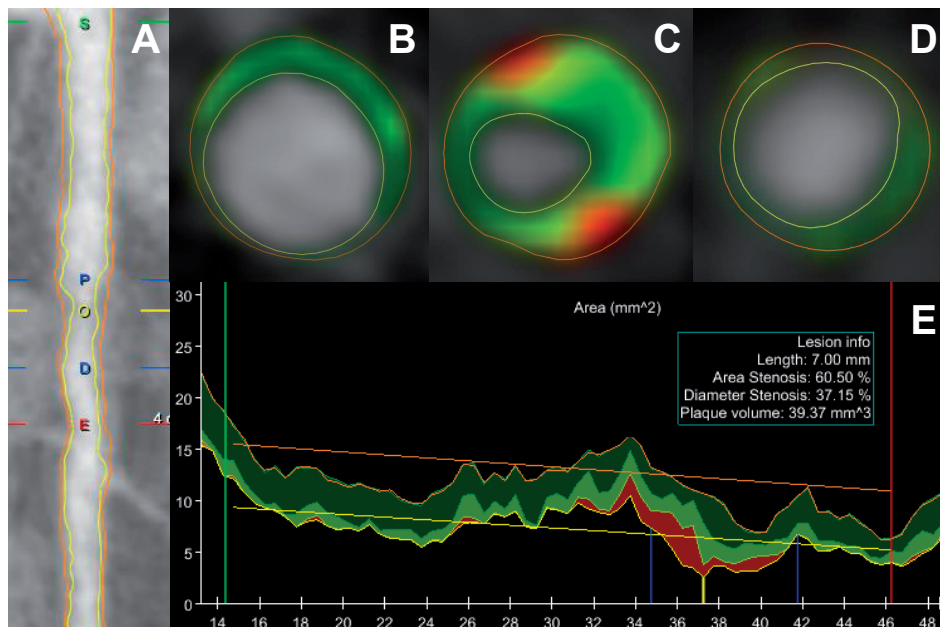 A
S
P
O
D
E
4
B
C
D
E
Area (mm^2)
Lesion info
Length: 7.00 mm
Area Stenosis: 60.50 %
Diameter Stenosis: 37.15 %
Plaque volume: 39.37 mm^3
30
25
20
15
10
5
0
14 16 18 20 22 24 26 28 30 32 34 36 38 40 42 44 46 48